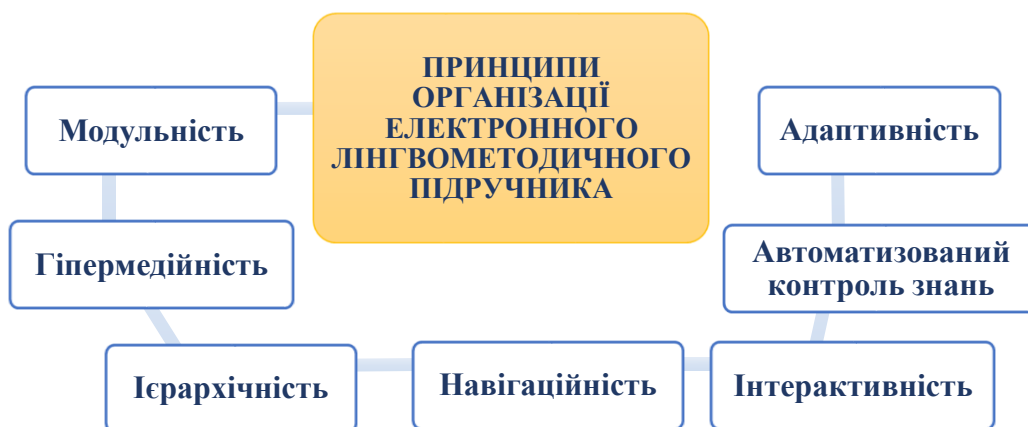 ПРИНЦИПИ
ОРГАНІЗАЦІЇ
ЕЛЕКТРОННОГО
ЛІНГВОМЕТОДИЧНОГО
ПІДРУЧНИКА
Модульність
Гіпермедійність
Ієрархічність
Навігаційність
Інтерактивність
Автоматизований
контроль знань
Адаптивність